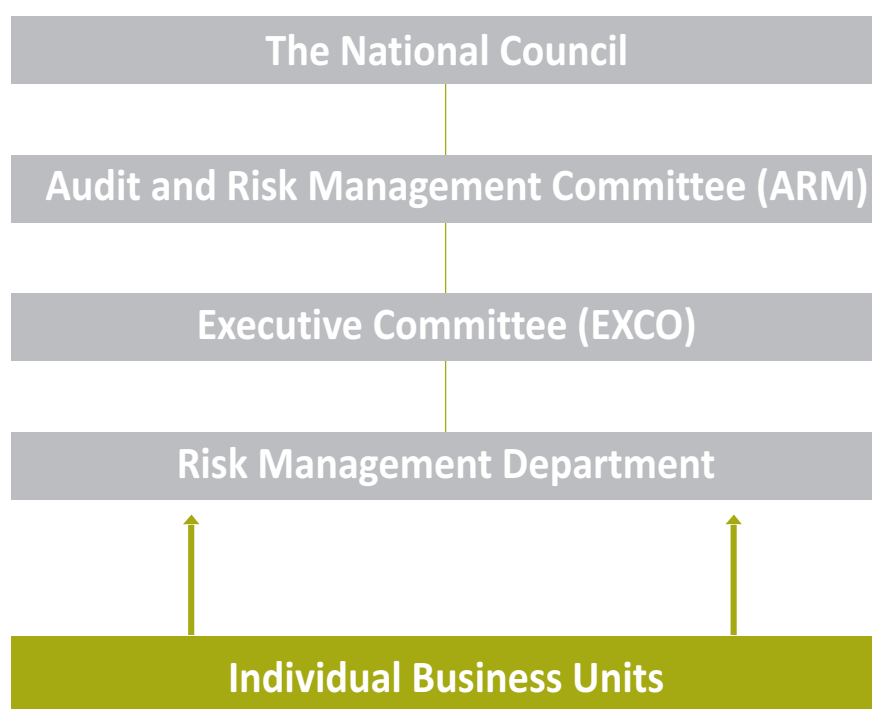 The National Council
Audit and Risk Management Committee (ARM)
Executive Committee (EXCO)
Risk Management Department
Individual Business Units